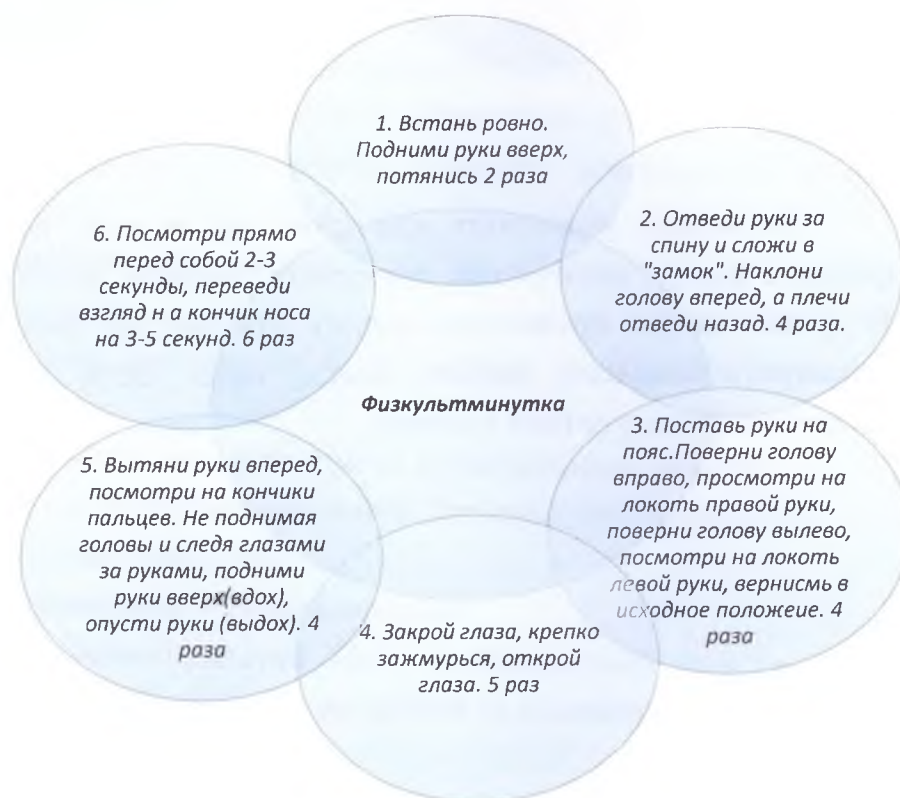 1. Встань ровно.
Подними руки вверх,
потянись 2 раза
2. Отведи руки за
спину и сложи в
"замок". Наклони
голову вперед, а плечи
отведи назад. 4 раза.
3. Поставь руки на
пояс.Поверни голову
вправо, просмотри на
локоть правой руки,
поверни голову вылево,
посмотри на локоть
левой руки, вернисмь в
исходное положеие. 4
раза
4. Закрой глаза, крепко
зажмурься, открой
глаза. 5 раз
5. Вытяни руки вперед,
посмотри на кончики
пальцев. Не поднимая
головы и следя глазами
за руками, подними
руки вверх(вдох),
опусти руки (выдох). 4
раза
6. Посмотри прямо
перед собой 2-3
секунды, переведи
взгляд н а кончик носа
на 3-5 секунд. 6 раз
Физкультминутка